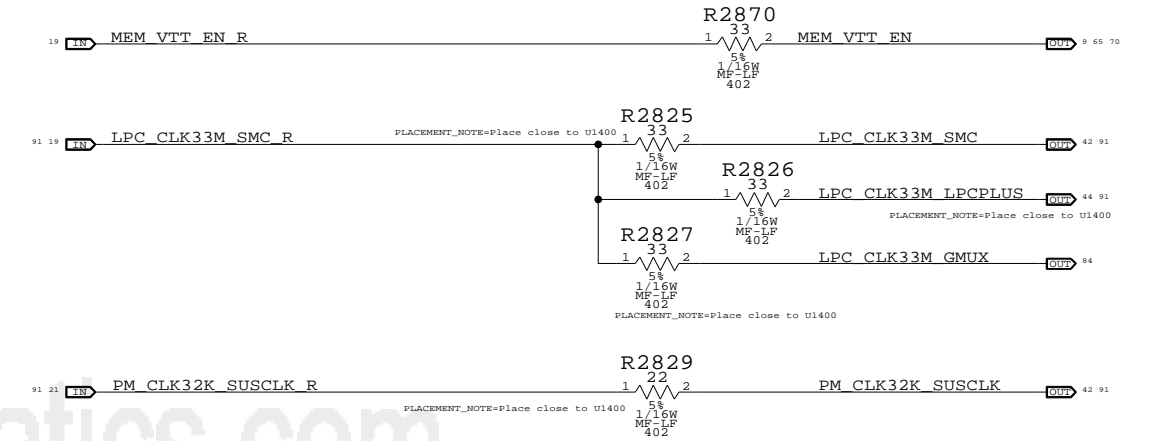 R2870
19 IN MEM_VTT_EN_R 1 33 2 MEM_VTT_EN OUT 9 65 70
5%
1/16W
MF-LF
402
R2825
91 19 IN LPC_CLK33M_SMC_R PLACEMENT_NOTE=Place close to U1400 1 33 2 LPC_CLK33M_SMC OUT 42 91
5%
1/16W
MF-LF
402
R2826
1 33 2 LPC_CLK33M_LPCPLUS OUT 44 91
5%
1/16W
MF-LF
402
PLACEMENT_NOTE=Place close to U1400
R2827
1 33 2 LPC_CLK33M_GMUX OUT 84
5%
1/16W
MF-LF
402
PLACEMENT_NOTE=Place close to U1400
R2829
91 21 IN PM_CLK32K_SUSCLK_R 1 22 2 PM_CLK32K_SUSCLK OUT 42 91
PLACEMENT_NOTE=Place close to U1400
5%
1/16W
MF-LF
402
atics.com